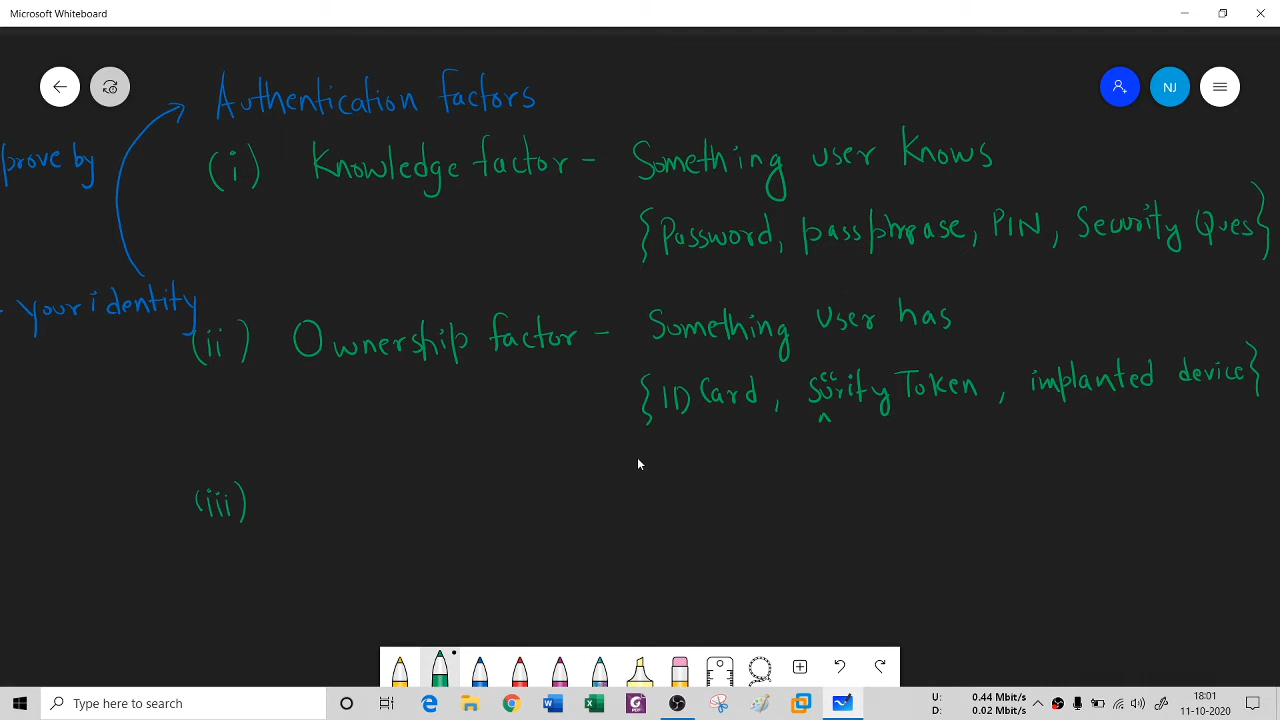 Microsoft Whiteboard
NJ
Authentication factors
prove by
(i) Knowledge factor - Something user Knows
{Password, passphrase, PIN, Security Ques}
your identity
(ii) Ownership factor - Something user has
{ID Card, Security Token, implanted device}
(iii)
Type here to search
U: 0.44 Mbit/s
D: 0.02 Mbit/s
18:01
11-10-2020